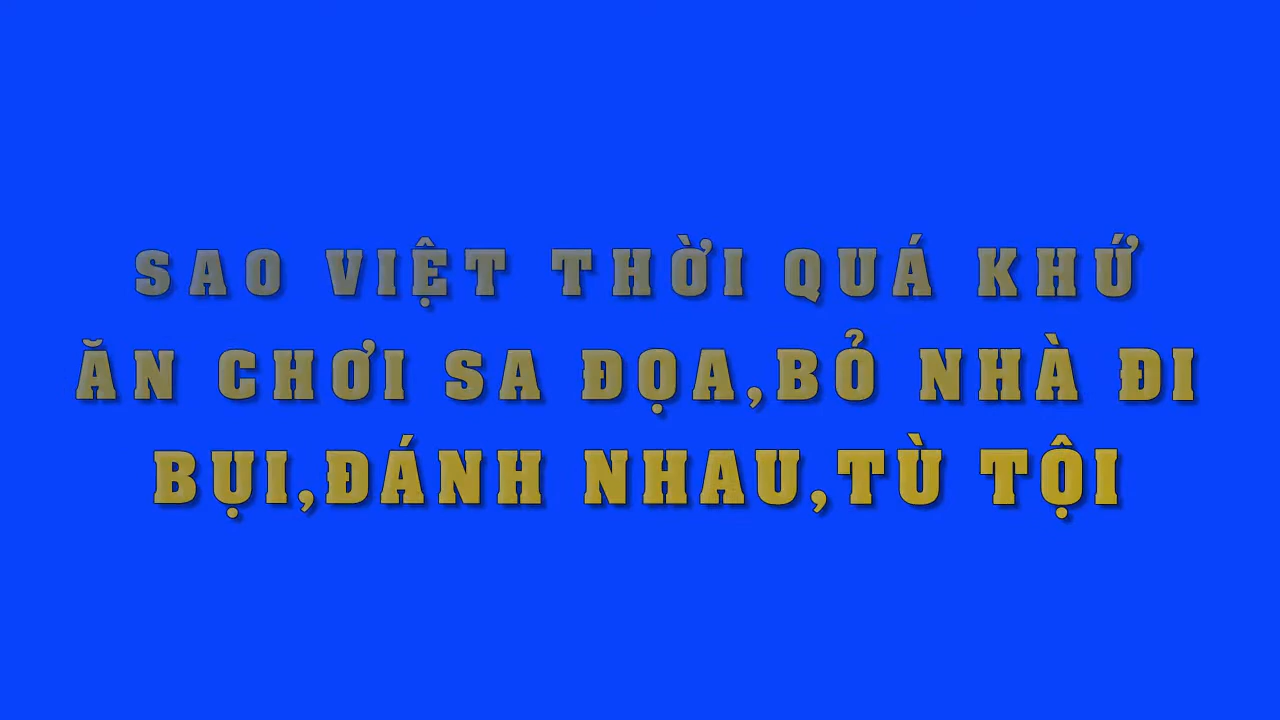 SAO VIỆT THỜI QUÁ KHỨ
ĂN CHƠI SA ĐỌA,BỎ NHÀ ĐI
BỤI,ĐÁNH NHAU,TÙ TỘI